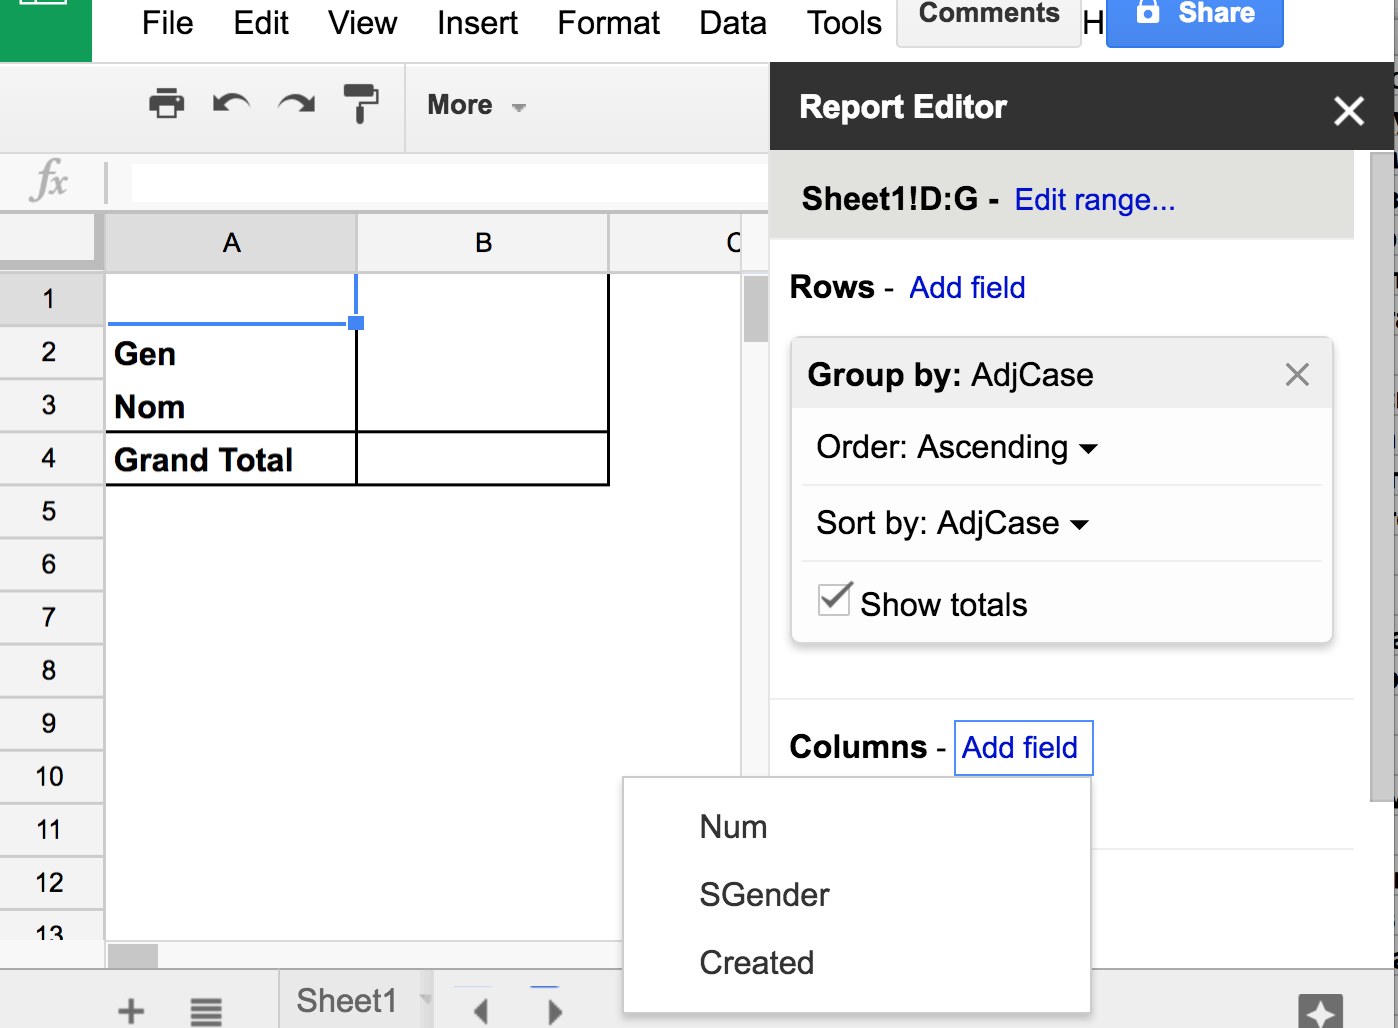 File Edit View Insert Format Data Tools H
Comments
Share
More
Report Editor
fx
Sheet1!D:G - Edit range...
A B C
Rows - Add field
1
2 Gen
3 Nom
4 Grand Total
5
6
7
8
9
10
11
12
13
Group by: AdjCase
Order: Ascending
Sort by: AdjCase
Show totals
Columns - Add field
Num
SGender
Created
Sheet1